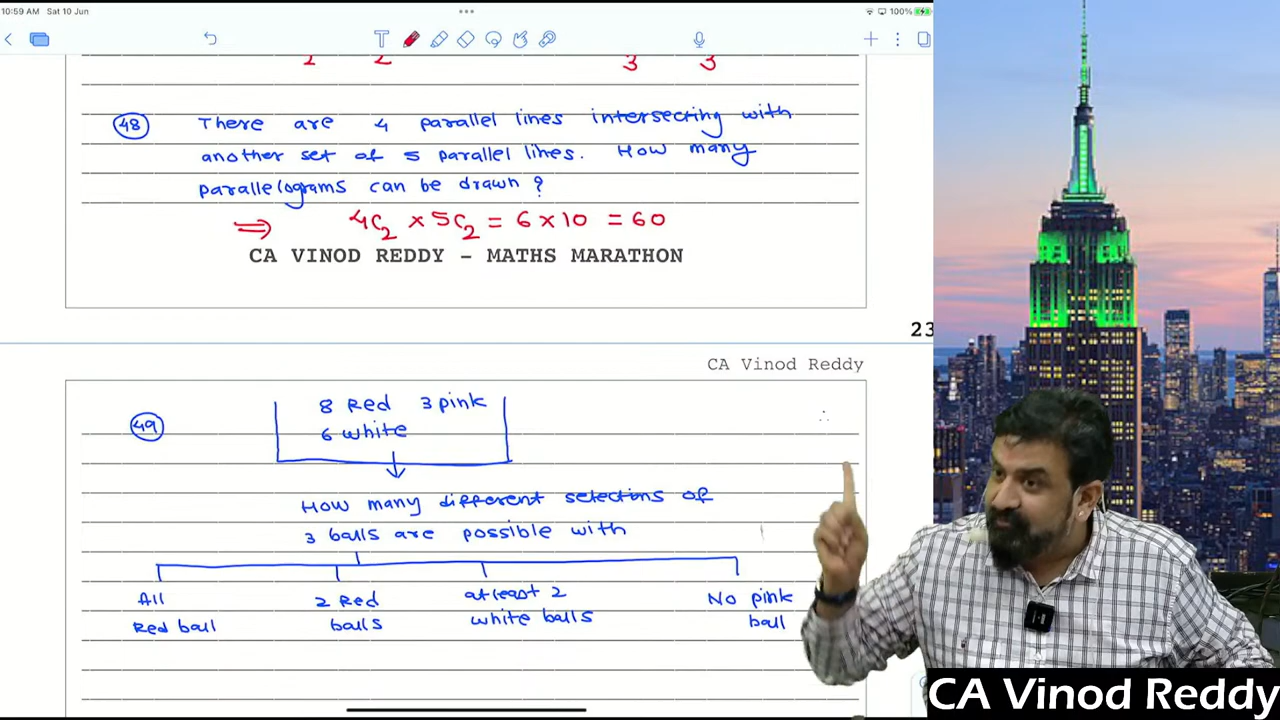 10:59 AM Sat 10 Jun
100%
T
1 2 3 3
48 There are 4 parallel lines intersecting with
another set of 5 parallel lines. How many
parallelograms can be drawn?
⇒ 4C2 × 5C2 = 6 × 10 = 60
CA VINOD REDDY - MATHS MARATHON
23
CA Vinod Reddy
49 8 Red 3 pink
6 white
How many different selections of
3 balls are possible with
All
Red ball
2 Red
balls
atleast 2
white balls
No pink
ball
CA Vinod Reddy